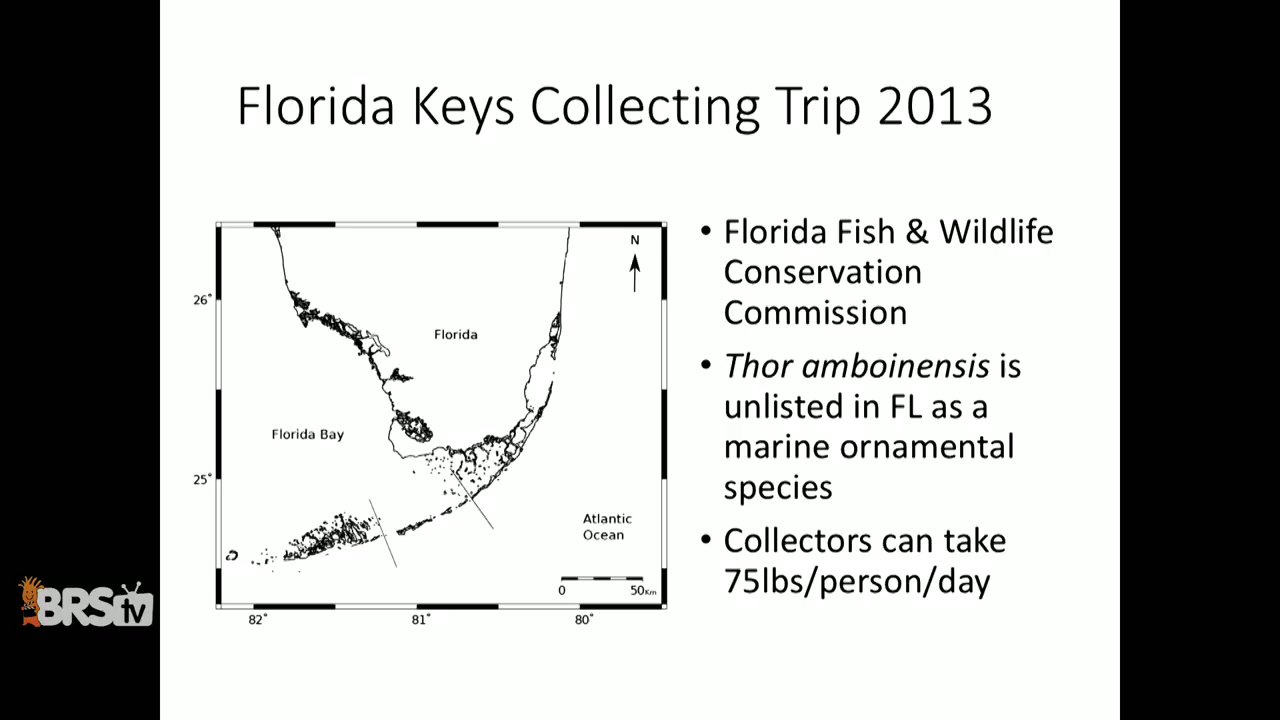 Florida Keys Collecting Trip 2013
N
26°
Florida
Florida Bay
25°
Atlantic
Ocean
0
50Km
82°
81°
80°
• Florida Fish & Wildlife
Conservation
Commission
• Thor amboinensis is
unlisted in FL as a
marine ornamental
species
• Collectors can take
75lbs/person/day
BRStv